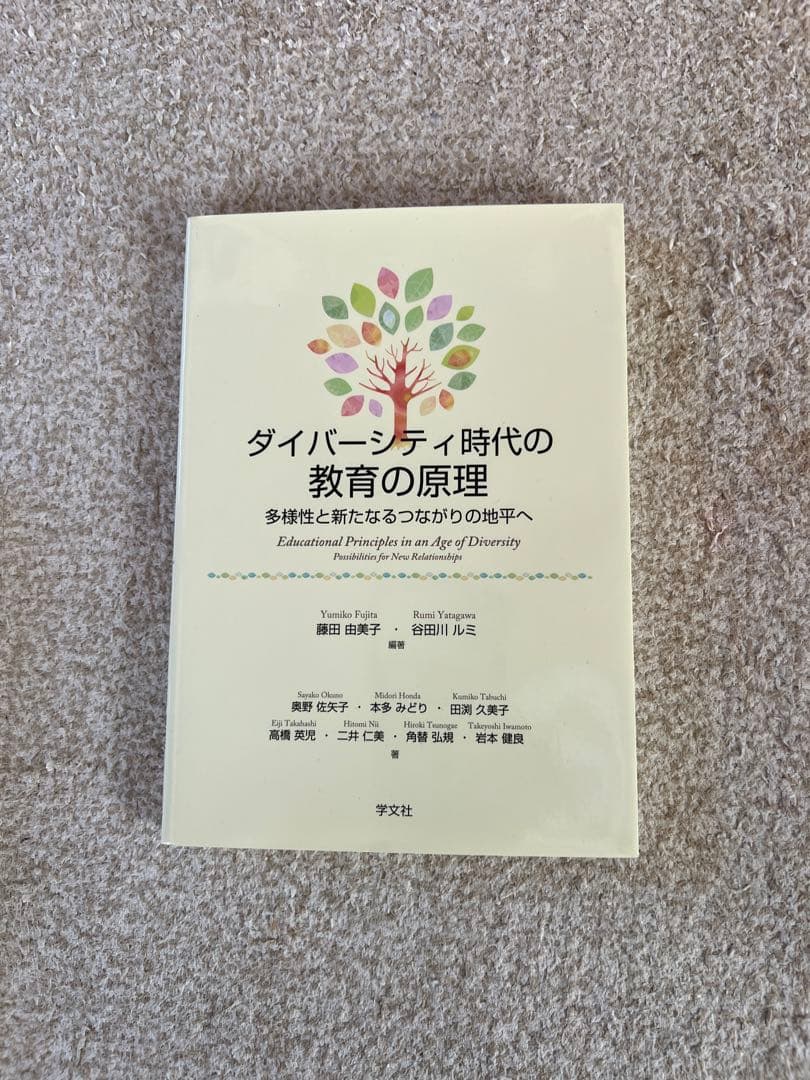 ダイバーシティ時代の
教育の原理
多様性と新たなるつながりの地平へ
Educational Principles in an Age of Diversity
Possibilities for New Relationships
Yumiko Fujita Rumi Yatagawa
藤田 由美子 ・ 谷田川 ルミ
編著
Sayako Okuno Midori Honda Kumiko Tabuchi
奥野 佐矢子 ・ 本多 みどり ・ 田渕 久美子
Eiji Takahashi Hitomi Nii Hiroki Tsunogae Takeyoshi Iwamoto
高橋 英児 ・ 二井 仁美 ・ 角替 弘規 ・ 岩本 健良
著
学文社